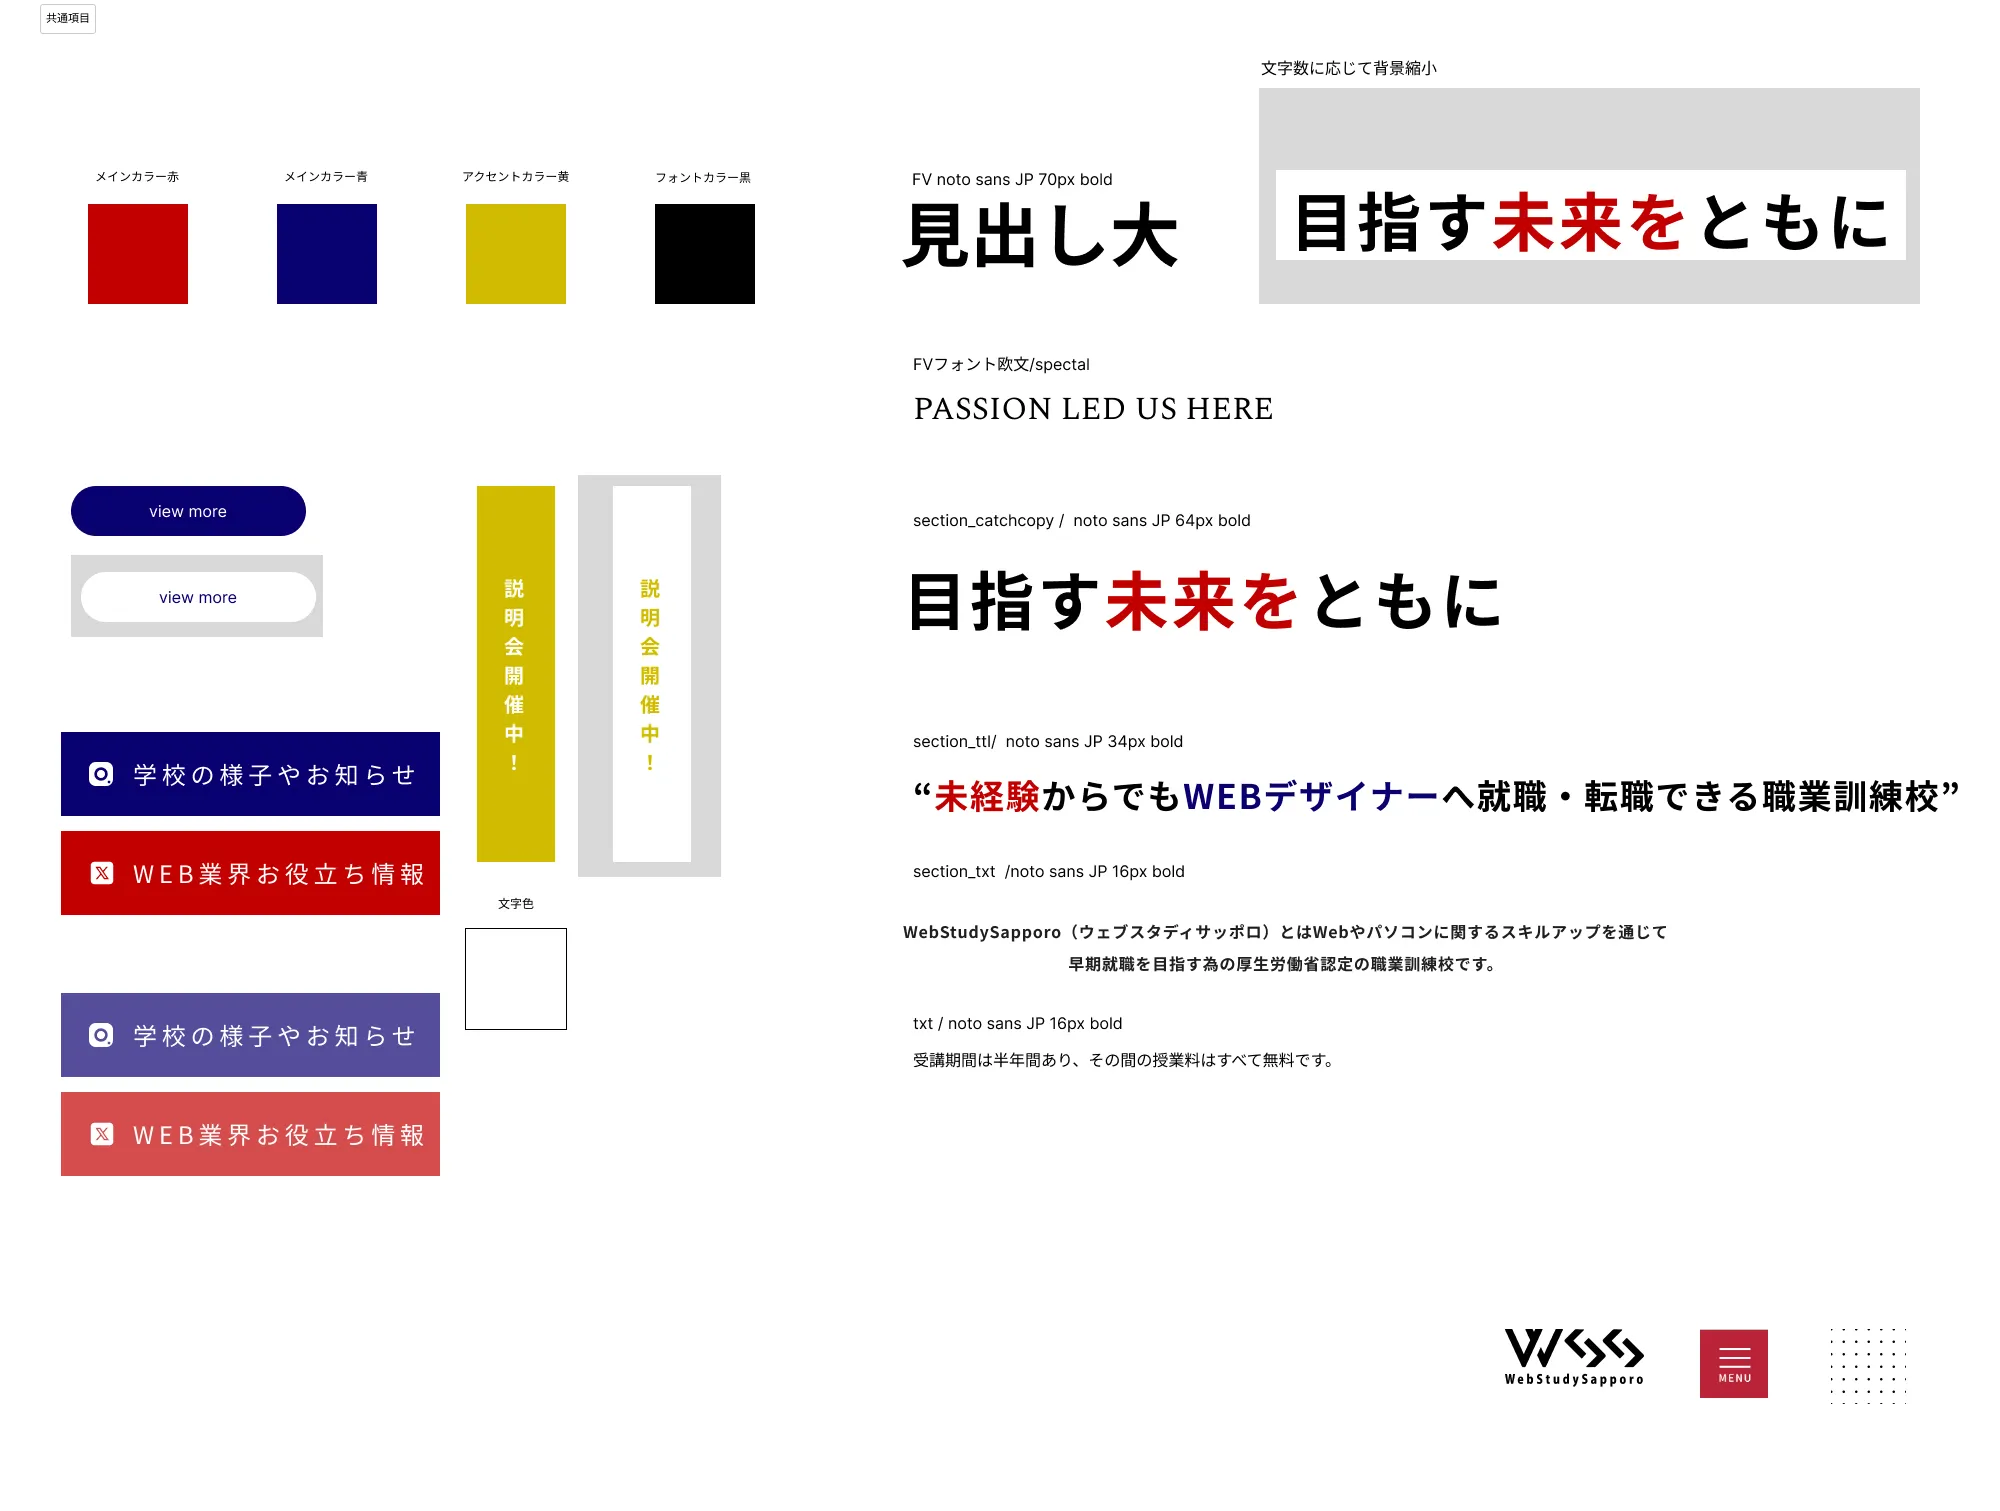 共通項目
メインカラー赤
メインカラー青
アクセントカラー黄
フォントカラー黒
view more
view more
説明会開催中！
説明会開催中！
学校の様子やお知らせ
WEB業界お役立ち情報
文字色
学校の様子やお知らせ
WEB業界お役立ち情報
文字数に応じて背景縮小
FV noto sans JP 70px bold
見出し大
目指す未来をともに
FVフォント欧文/spectal
PASSION LED US HERE
section_catchcopy / noto sans JP 64px bold
目指す未来をともに
section_ttl/ noto sans JP 34px bold
“未経験からでもWEBデザイナーへ就職・転職できる職業訓練校”
section_txt /noto sans JP 16px bold
WebStudySapporo（ウェブスタディサッポロ）とはWebやパソコンに関するスキルアップを通じて
早期就職を目指す為の厚生労働省認定の職業訓練校です。
txt / noto sans JP 16px bold
受講期間は半年間あり、その間の授業料はすべて無料です。
WSS
WebStudySapporo
MENU